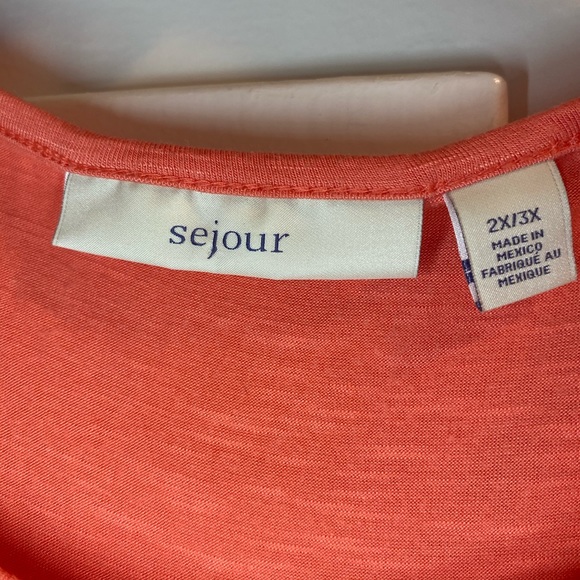 sejour
2X/3X
MADE IN
MEXICO
FABRIQUÉ AU
MEXIQUE